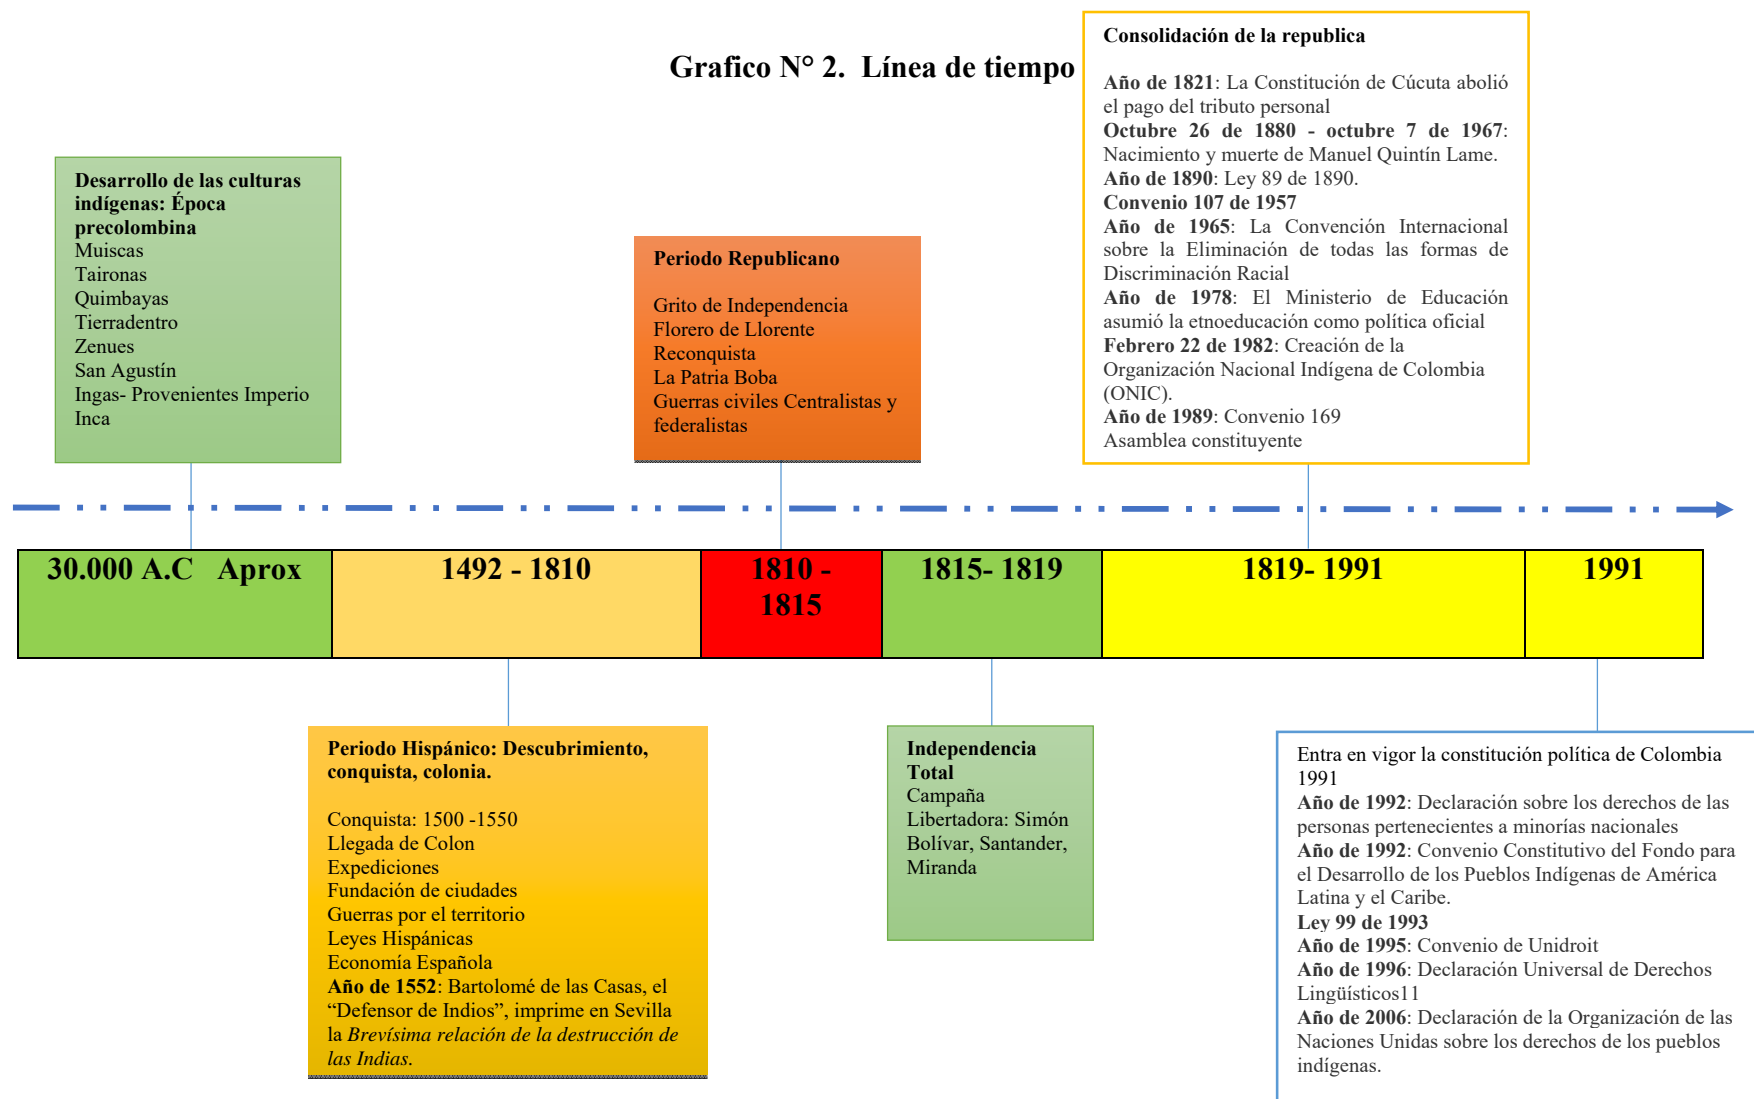 Grafico N° 2.  Línea de tiempo
Desarrollo de las culturas
indígenas: Época
precolombina
Muiscas
Taironas
Quimbayas
Tierradentro
Zenues
San Agustín
Ingas- Provenientes Imperio
Inca
Periodo Republicano
Grito de Independencia
Florero de Llorente
Reconquista
La Patria Boba
Guerras civiles Centralistas y
federalistas
Consolidación de la republica
Año de 1821: La Constitución de Cúcuta abolió
el pago del tributo personal
Octubre 26 de 1880 - octubre 7 de 1967:
Nacimiento y muerte de Manuel Quintín Lame.
Año de 1890: Ley 89 de 1890.
Convenio 107 de 1957
Año de 1965: La Convención Internacional
sobre la Eliminación de todas las formas de
Discriminación Racial
Año de 1978: El Ministerio de Educación
asumió la etnoeducación como política oficial
Febrero 22 de 1982: Creación de la
Organización Nacional Indígena de Colombia
(ONIC).
Año de 1989: Convenio 169
Asamblea constituyente
30.000 A.C   Aprox
1492 - 1810
1810 -
1815
1815- 1819
1819- 1991
1991
Periodo Hispánico: Descubrimiento,
conquista, colonia.
Conquista: 1500 -1550
Llegada de Colon
Expediciones
Fundación de ciudades
Guerras por el territorio
Leyes Hispánicas
Economía Española
Año de 1552: Bartolomé de las Casas, el
“Defensor de Indios”, imprime en Sevilla
la Brevísima relación de la destrucción de
las Indias.
Independencia
Total
Campaña
Libertadora: Simón
Bolívar, Santander,
Miranda
Entra en vigor la constitución política de Colombia
1991
Año de 1992: Declaración sobre los derechos de las
personas pertenecientes a minorías nacionales
Año de 1992: Convenio Constitutivo del Fondo para
el Desarrollo de los Pueblos Indígenas de América
Latina y el Caribe.
Ley 99 de 1993
Año de 1995: Convenio de Unidroit
Año de 1996: Declaración Universal de Derechos
Lingüísticos11
Año de 2006: Declaración de la Organización de las
Naciones Unidas sobre los derechos de los pueblos
indígenas.